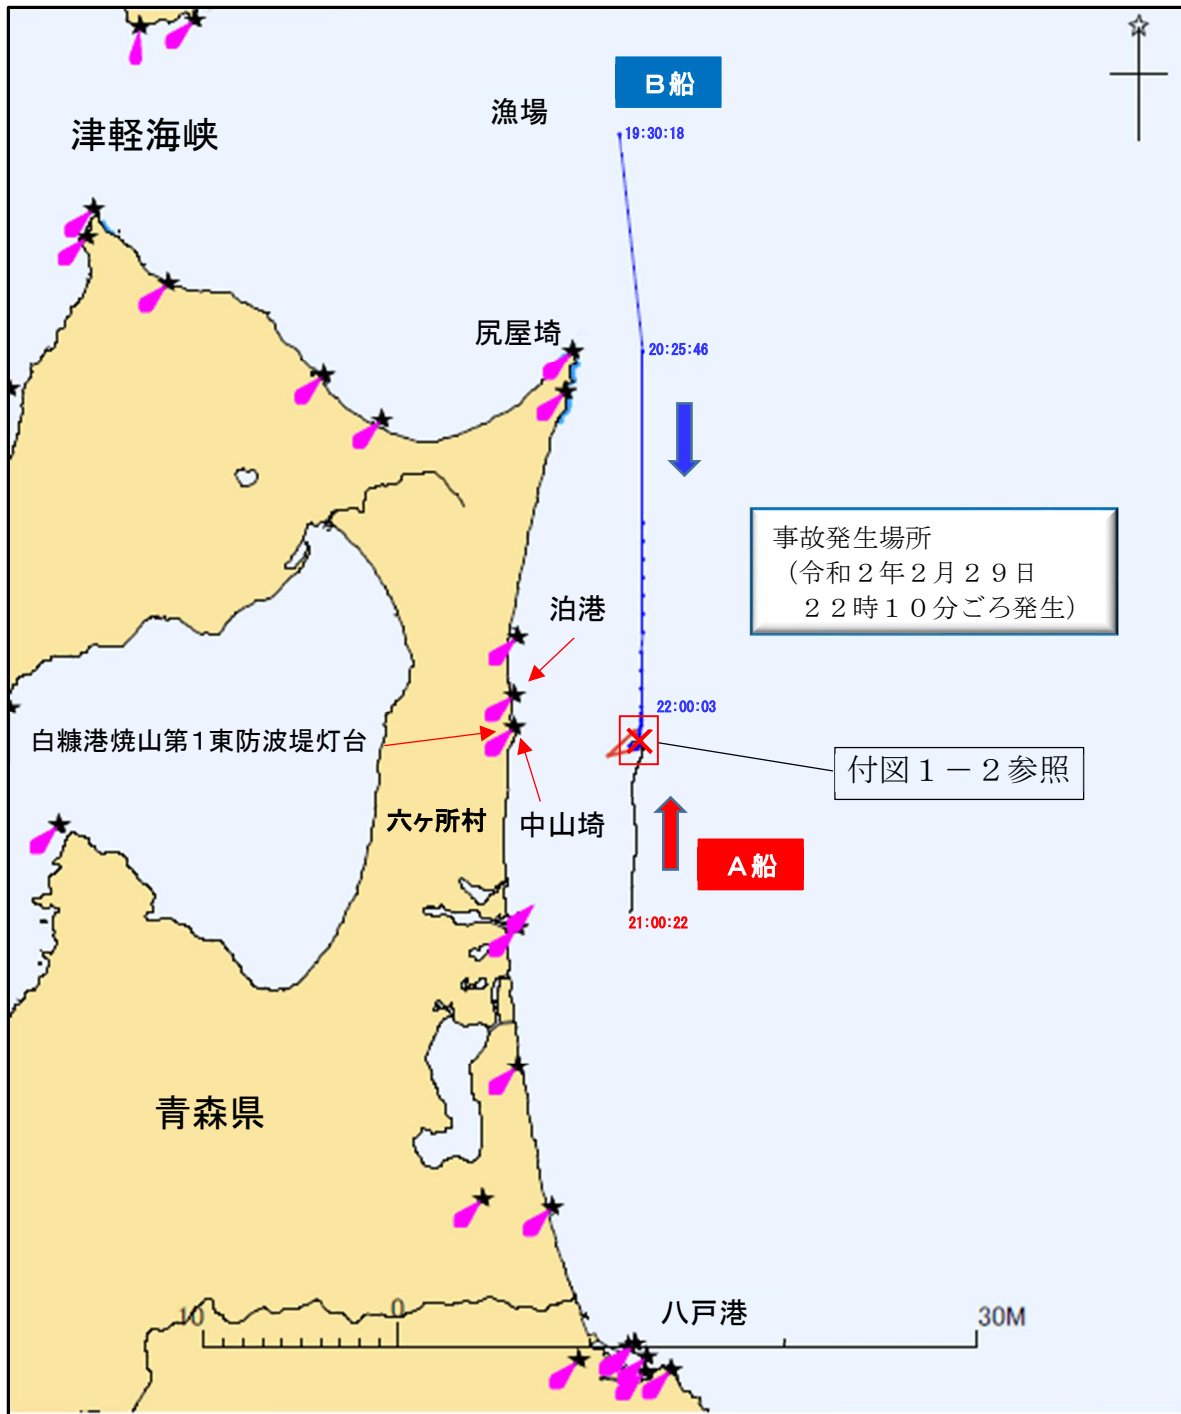 B船
漁場
19:30:18
津軽海峡
尻屋埼
20:25:46
事故発生場所
（令和２年２月２９日
２２時１０分ごろ発生）
泊港
22:00:03
白糠港焼山第１東防波堤灯台
付図１－２参照
六ヶ所村
中山埼
A船
21:00:22
青森県
八戸港
10
0
30M